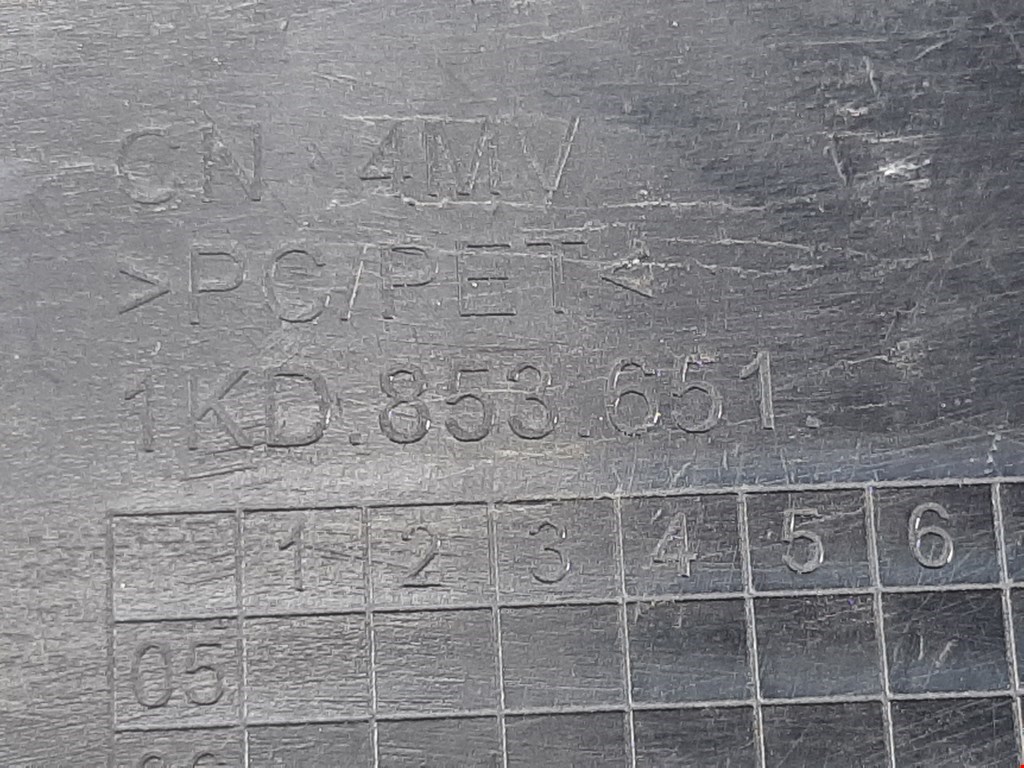 CN 4MV
>PC/PET<
1KD.853.651.
1 2 3 4 5 6
05